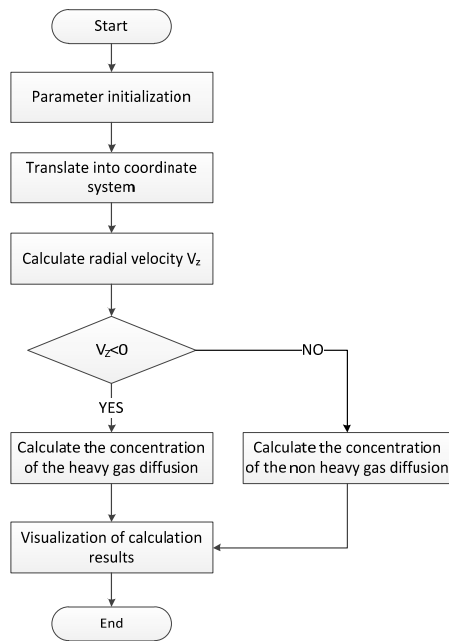 Start
Parameter initialization
Translate into coordinate
system
Calculate radial velocity Vz
Vz<0
NO
YES
Calculate the concentration
of the heavy gas diffusion
Calculate the concentration
of the non heavy gas diffusion
Visualization of calculation
results
End